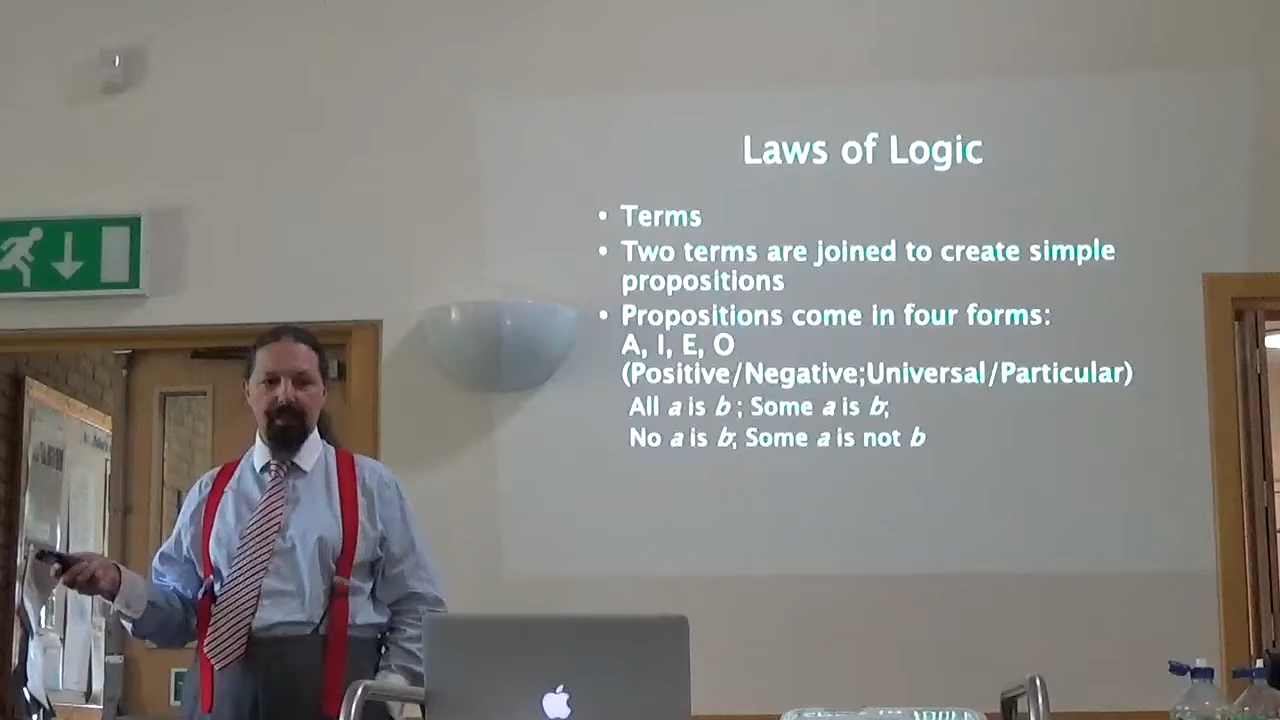 Laws of Logic
• Terms
• Two terms are joined to create simple
propositions
• Propositions come in four forms:
A, I, E, O
(Positive/Negative;Universal/Particular)
All a is b ; Some a is b;
No a is b; Some a is not b